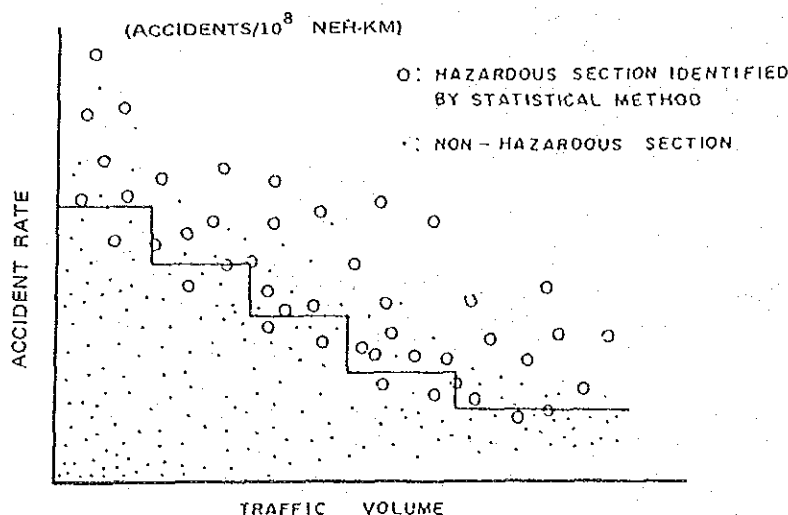 (ACCIDENTS/10⁸ NEH-KM)
O: HAZARDOUS SECTION IDENTIFIED
BY STATISTICAL METHOD
·: NON-HAZARDOUS SECTION
ACCIDENT RATE
TRAFFIC VOLUME